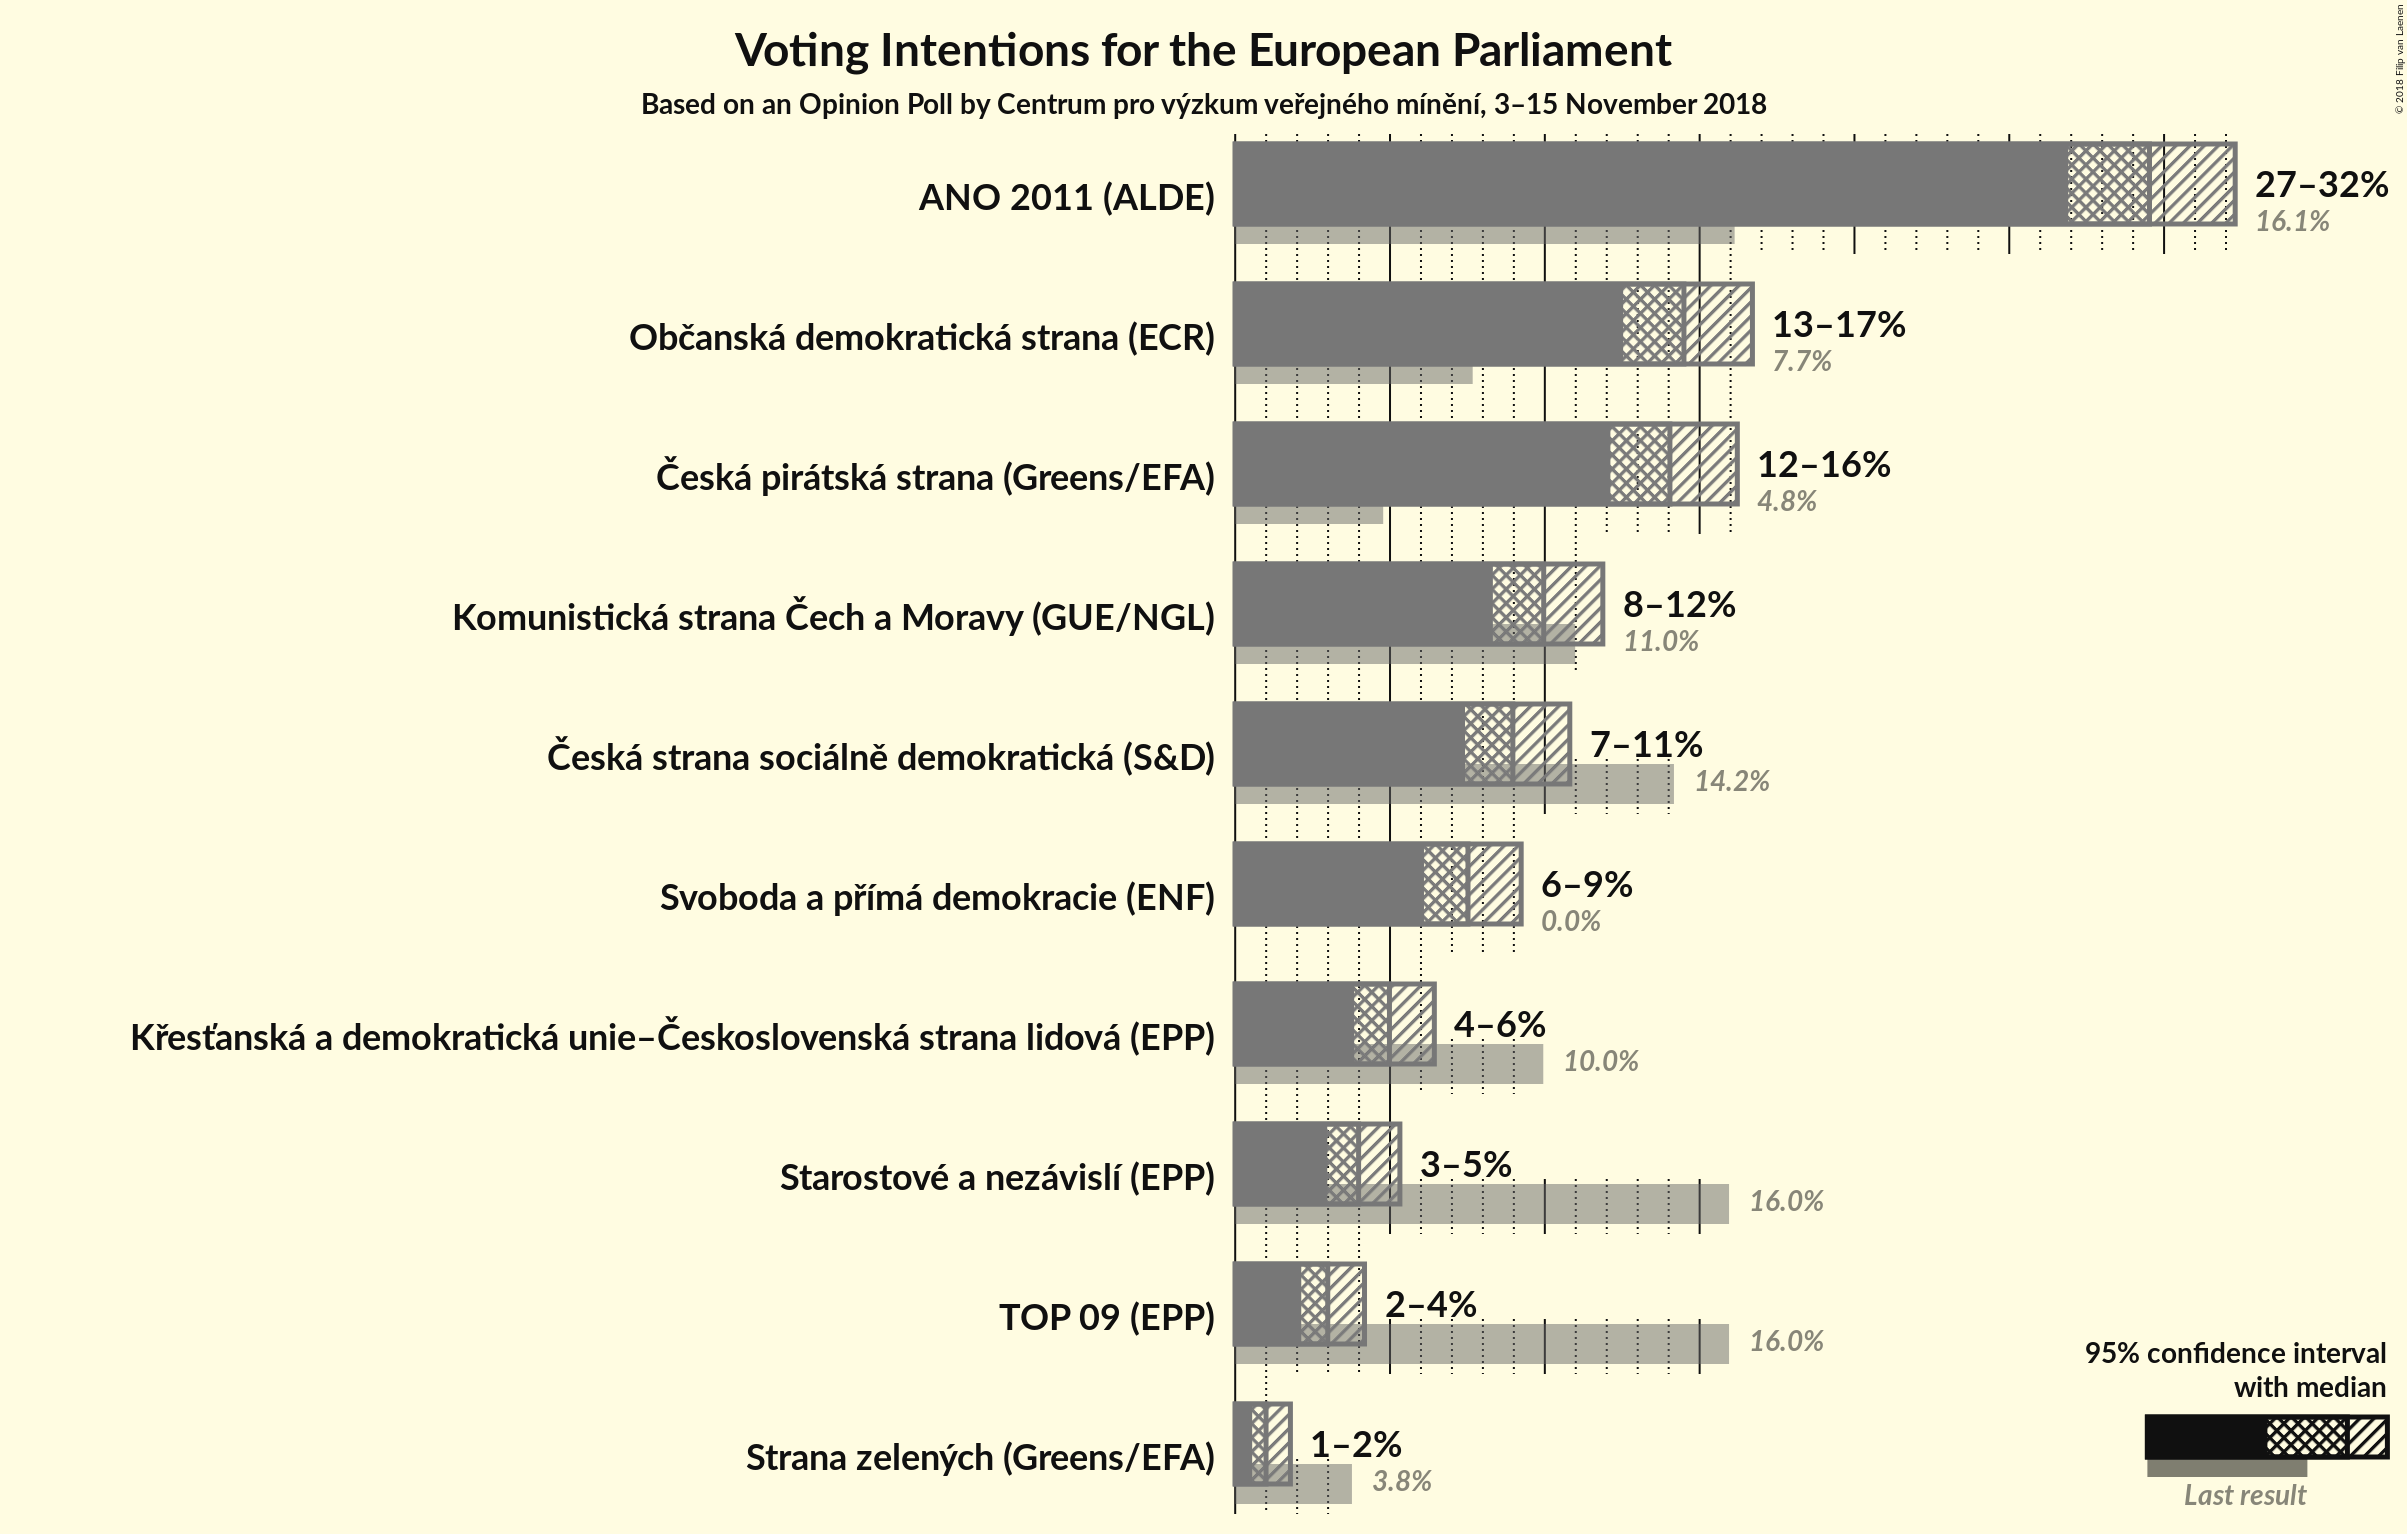 Voting Intentions for the European Parliament
Based on an Opinion Poll by Centrum pro výzkum veřejného mínění, 3–15 November 2018
© 2018 Filip van Laenen
ANO 2011 (ALDE)
27–32%
16.1%
Občanská demokratická strana (ECR)
13–17%
7.7%
Česká pirátská strana (Greens/EFA)
12–16%
4.8%
Komunistická strana Čech a Moravy (GUE/NGL)
8–12%
11.0%
Česká strana sociálně demokratická (S&D)
7–11%
14.2%
Svoboda a přímá demokracie (ENF)
6–9%
0.0%
Křesťanská a demokratická unie–Československá strana lidová (EPP)
4–6%
10.0%
Starostové a nezávislí (EPP)
3–5%
16.0%
TOP 09 (EPP)
2–4%
16.0%
Strana zelených (Greens/EFA)
1–2%
3.8%
95% confidence interval
with median
Last result